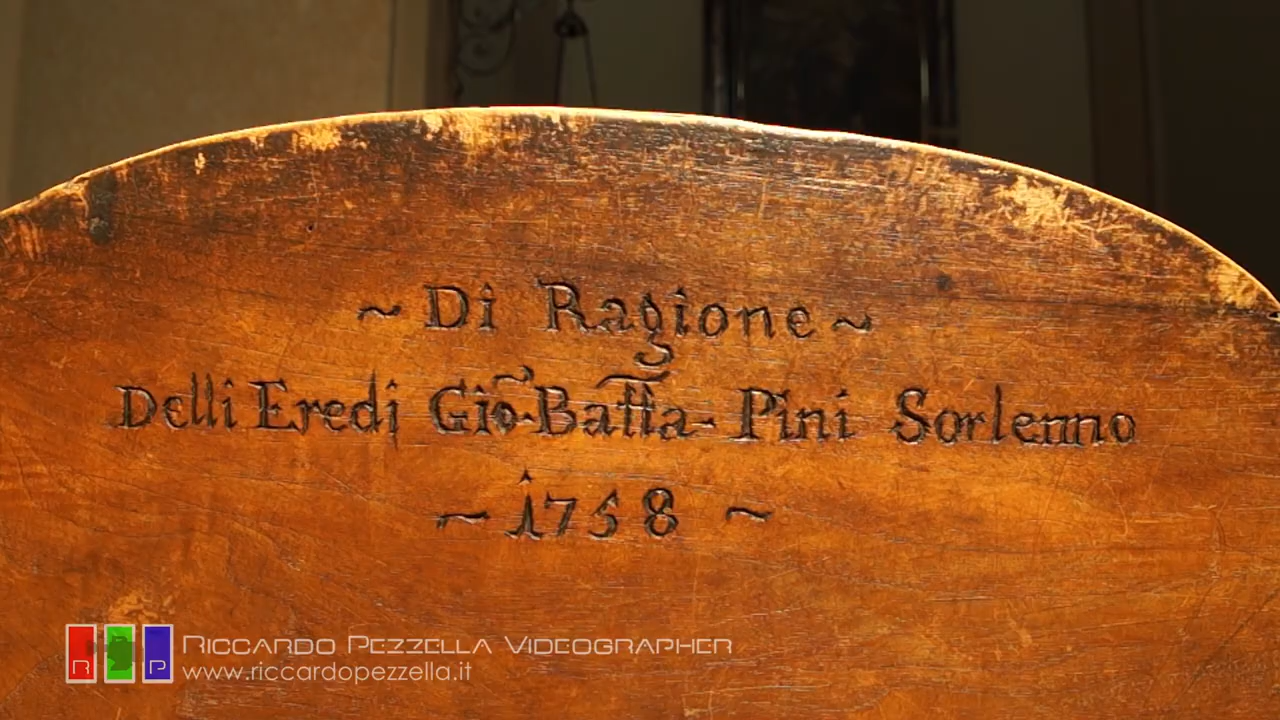 ~ Di Ragione ~
Delli Eredi Gio: Batta Pini Sorlenno
~ 1758 ~
RICCARDO PEZZELLA VIDEOGRAPHER
www.riccardopezzella.it
R P